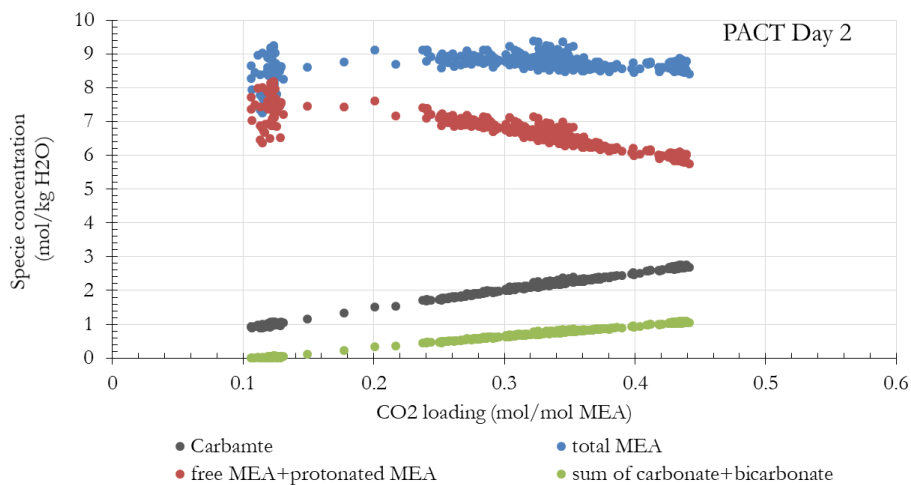 PACT Day 2
10
9
8
7
6
5
4
3
2
1
0
Specie concentration
(mol/kg H2O)
0 0.1 0.2 0.3 0.4 0.5 0.6
CO2 loading (mol/mol MEA)
Carbamte total MEA
free MEA+protonated MEA sum of carbonate+bicarbonate